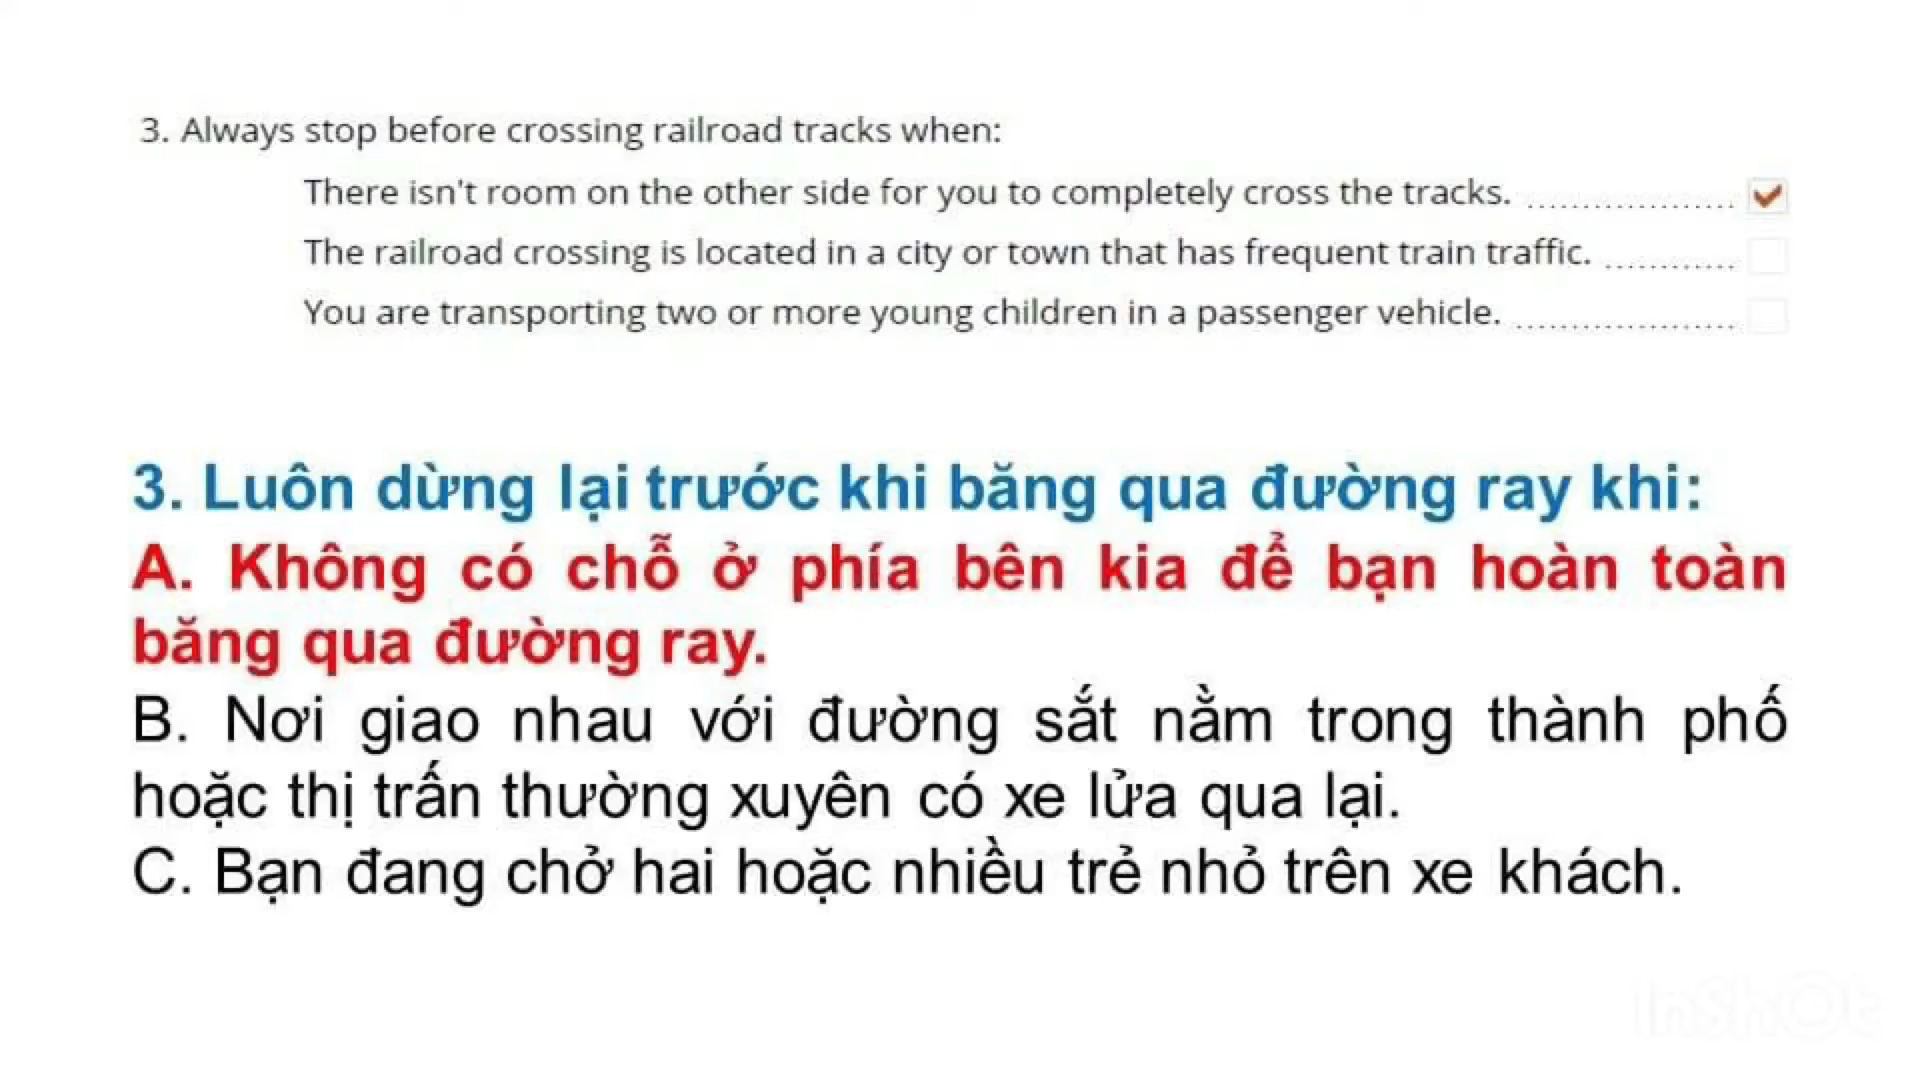 3. Always stop before crossing railroad tracks when:
There isn't room on the other side for you to completely cross the tracks. ....................
The railroad crossing is located in a city or town that has frequent train traffic. ............
You are transporting two or more young children in a passenger vehicle. .....................
3. Luôn dừng lại trước khi băng qua đường ray khi:
A. Không có chỗ ở phía bên kia để bạn hoàn toàn
băng qua đường ray.
B. Nơi giao nhau với đường sắt nằm trong thành phố
hoặc thị trấn thường xuyên có xe lửa qua lại.
C. Bạn đang chở hai hoặc nhiều trẻ nhỏ trên xe khách.
InShOt